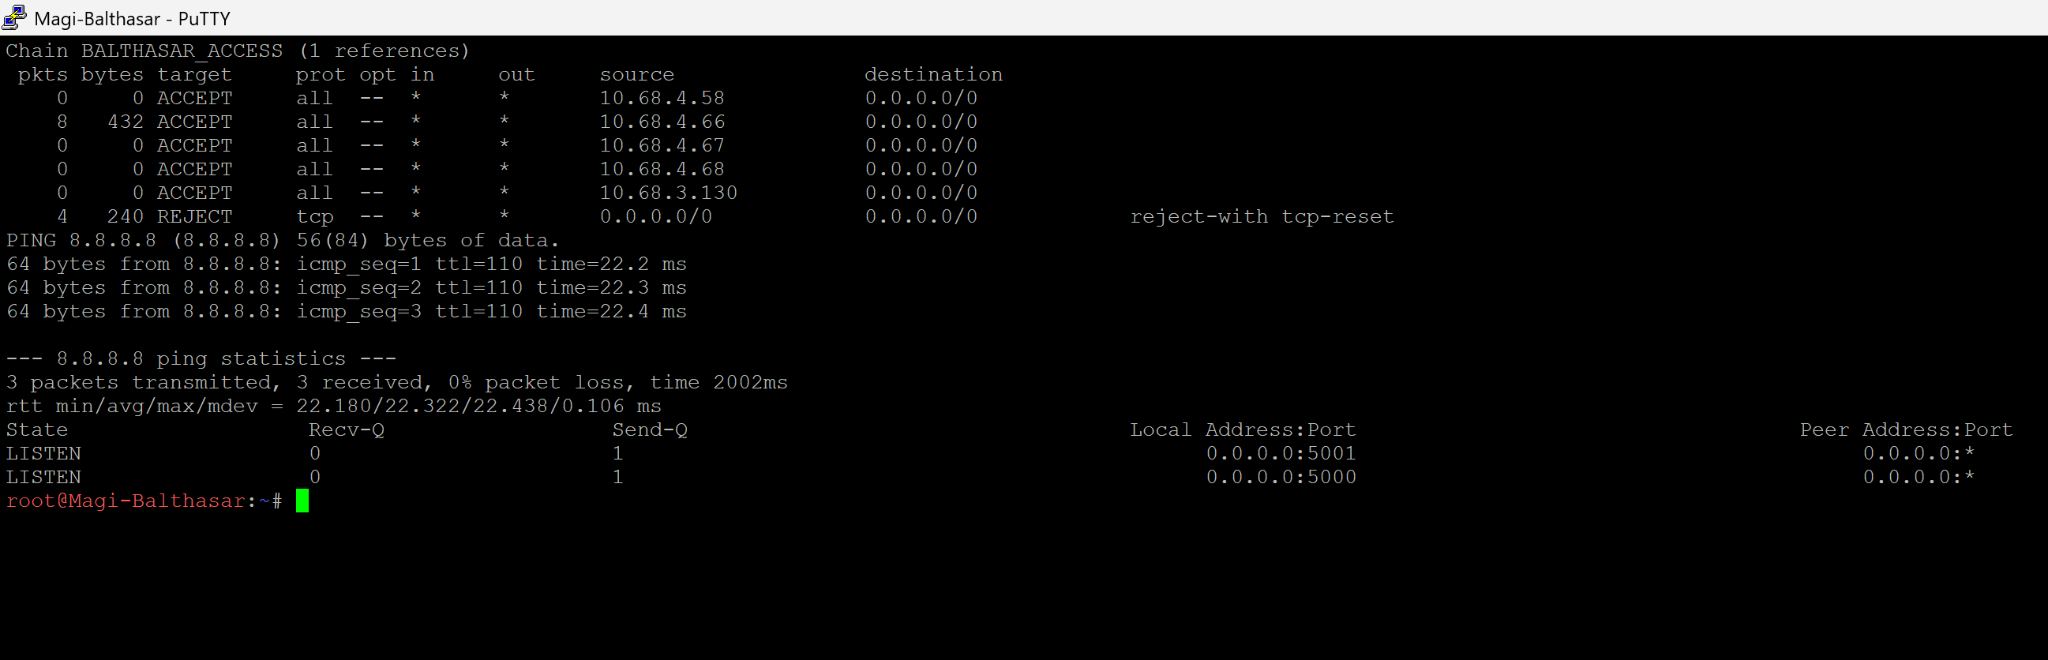 Magi-Balthasar - PuTTY
Chain BALTHASAR_ACCESS (1 references)
 pkts bytes target     prot opt in     out     source               destination
    0     0 ACCEPT     all  --  *      *       10.68.4.58           0.0.0.0/0
    8   432 ACCEPT     all  --  *      *       10.68.4.66           0.0.0.0/0
    0     0 ACCEPT     all  --  *      *       10.68.4.67           0.0.0.0/0
    0     0 ACCEPT     all  --  *      *       10.68.4.68           0.0.0.0/0
    0     0 ACCEPT     all  --  *      *       10.68.3.130          0.0.0.0/0
    4   240 REJECT     tcp  --  *      *       0.0.0.0/0            0.0.0.0/0            reject-with tcp-reset
PING 8.8.8.8 (8.8.8.8) 56(84) bytes of data.
64 bytes from 8.8.8.8: icmp_seq=1 ttl=110 time=22.2 ms
64 bytes from 8.8.8.8: icmp_seq=2 ttl=110 time=22.3 ms
64 bytes from 8.8.8.8: icmp_seq=3 ttl=110 time=22.4 ms

--- 8.8.8.8 ping statistics ---
3 packets transmitted, 3 received, 0% packet loss, time 2002ms
rtt min/avg/max/mdev = 22.180/22.322/22.438/0.106 ms
State                   Recv-Q                  Send-Q                                   Local Address:Port                                   Peer Address:Port
LISTEN                  0                       1                                              0.0.0.0:5001                                        0.0.0.0:*
LISTEN                  0                       1                                              0.0.0.0:5000                                        0.0.0.0:*
root@Magi-Balthasar:~#